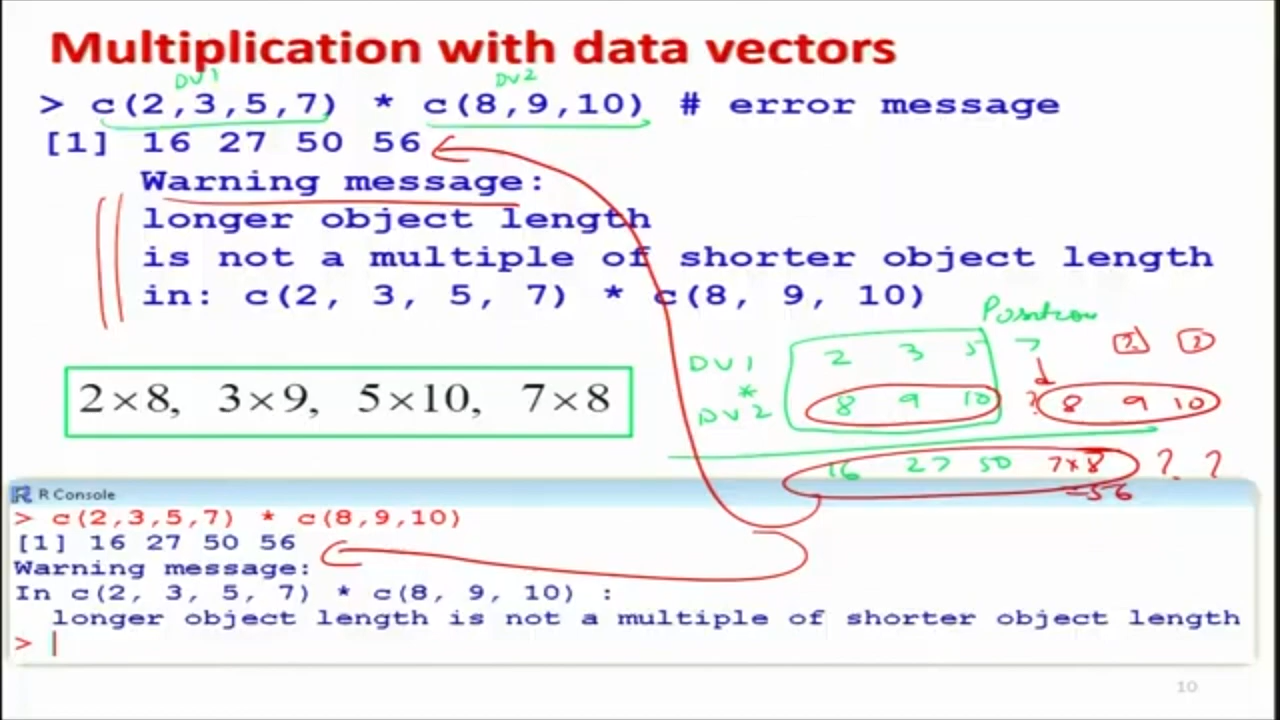 Multiplication with data vectors
DV1 DV2
> c(2,3,5,7) * c(8,9,10) # error message
[1] 16 27 50 56
Warning message:
longer object length
is not a multiple of shorter object length
in: c(2, 3, 5, 7) * c(8, 9, 10)
Position
DV1 2 3 5 7 ? ?
*
DV2 8 9 10 ? 8 9 10
16 27 50 7×8 ? ?
=56
2×8, 3×9, 5×10, 7×8
R Console
> c(2,3,5,7) * c(8,9,10)
[1] 16 27 50 56
Warning message:
In c(2, 3, 5, 7) * c(8, 9, 10) :
longer object length is not a multiple of shorter object length
>
10